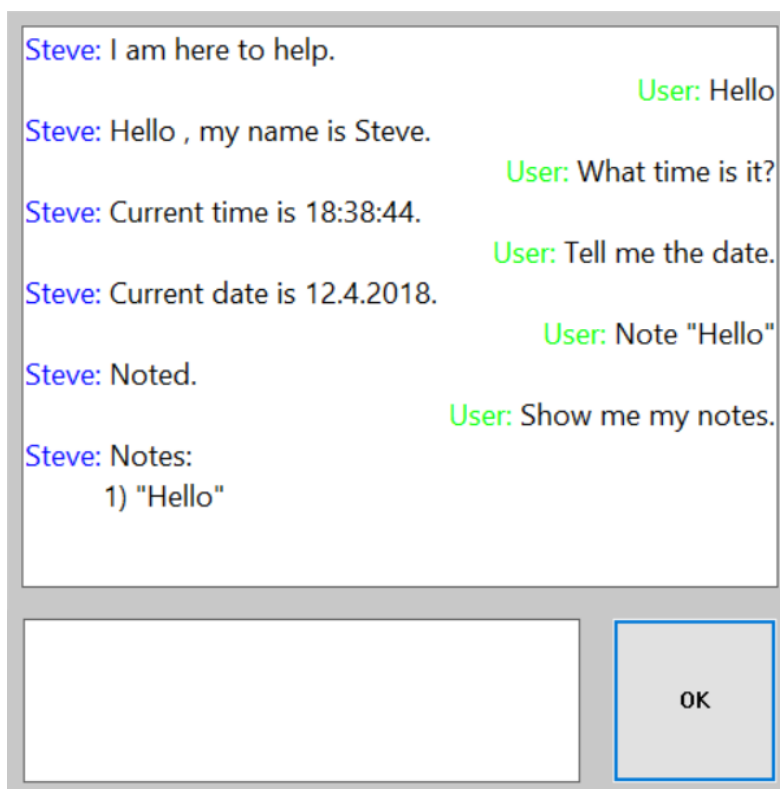 Steve: I am here to help.
User: Hello
Steve: Hello , my name is Steve.
User: What time is it?
Steve: Current time is 18:38:44.
User: Tell me the date.
Steve: Current date is 12.4.2018.
User: Note "Hello"
Steve: Noted.
User: Show me my notes.
Steve: Notes:
1) "Hello"
OK